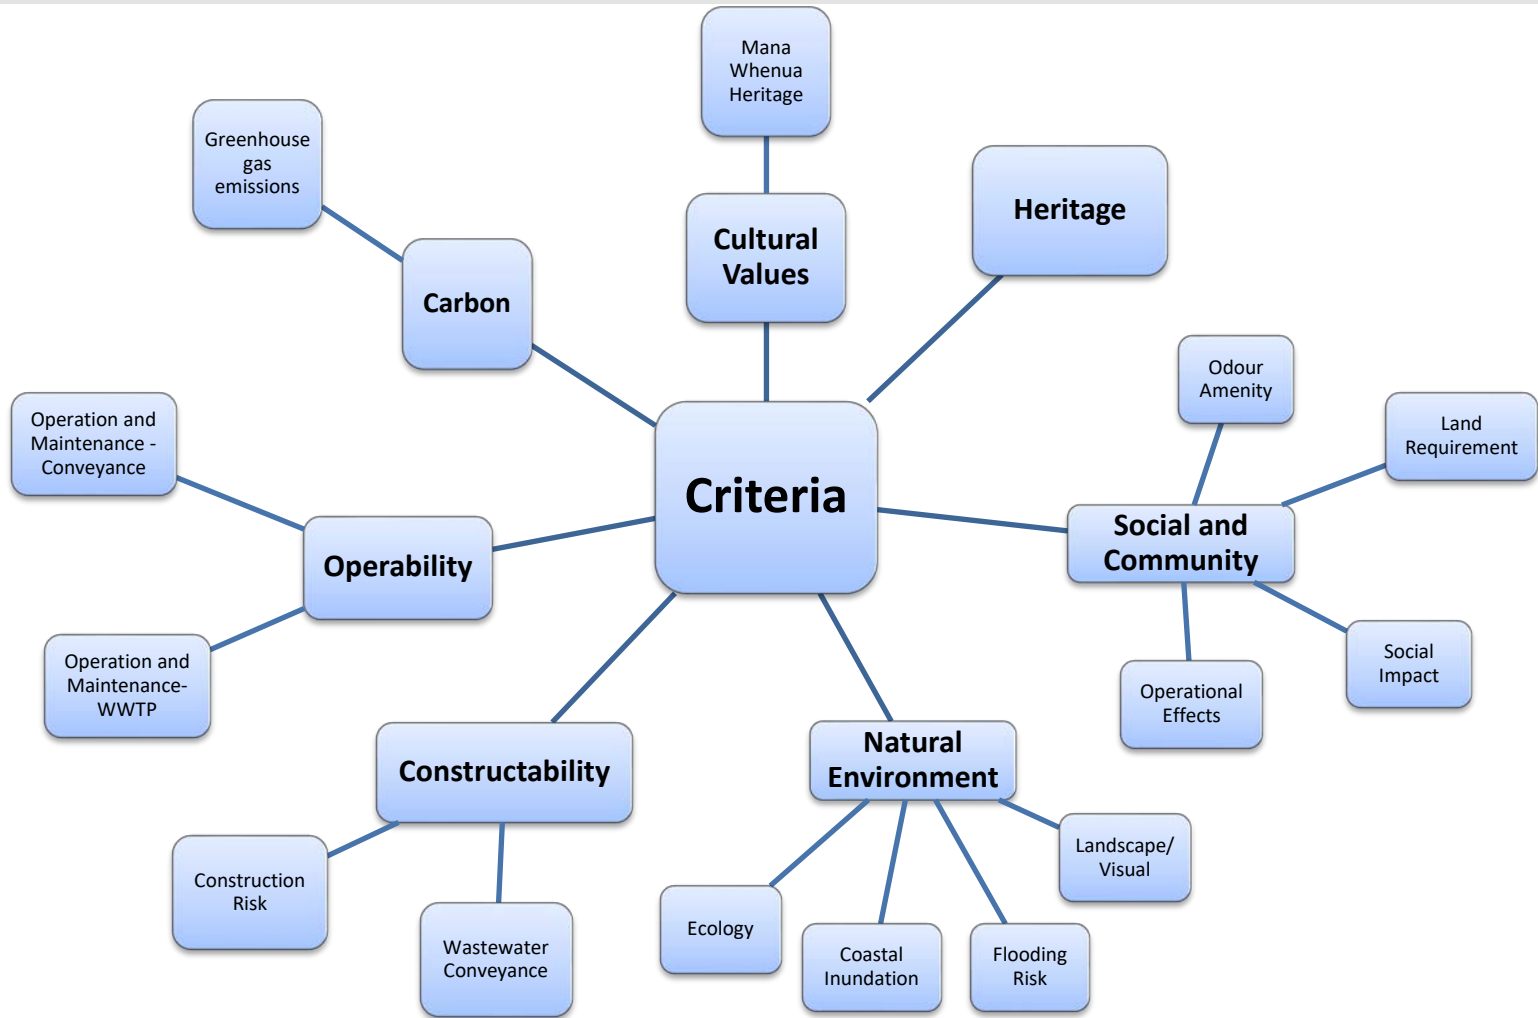 Mana
Whenua
Heritage
Greenhouse
gas
emissions
Heritage
Cultural
Values
Carbon
Odour
Amenity
Land
Requirement
Operation and
Maintenance -
Conveyance
Criteria
Social and
Community
Operability
Operation and
Maintenance-
WWTP
Social
Impact
Operational
Effects
Constructability
Natural
Environment
Landscape/
Visual
Construction
Risk
Ecology
Wastewater
Conveyance
Coastal
Inundation
Flooding
Risk